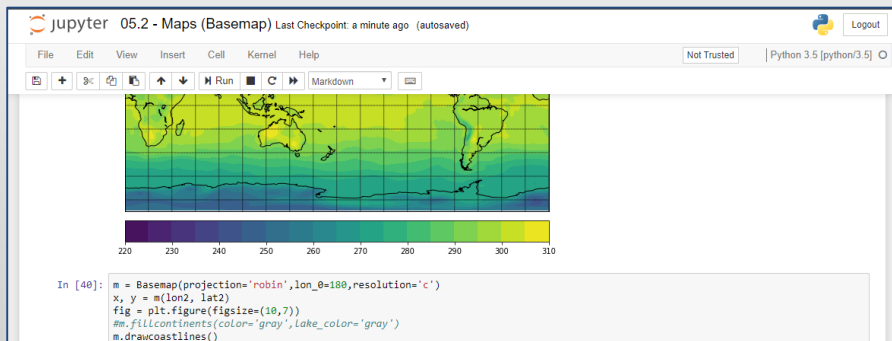 jupyter 05.2 - Maps (Basemap) Last Checkpoint: a minute ago (autosaved) Logout
File Edit View Insert Cell Kernel Help Not Trusted Python 3.5 [python/3.5]
Run Markdown
220 230 240 250 260 270 280 290 300 310
In [40]: m = Basemap(projection='robin',lon_0=180,resolution='c')
x, y = m(lon2, lat2)
fig = plt.figure(figsize=(10,7))
#m.fillcontinents(color='gray',lake_color='gray')
m.drawcoastlines()